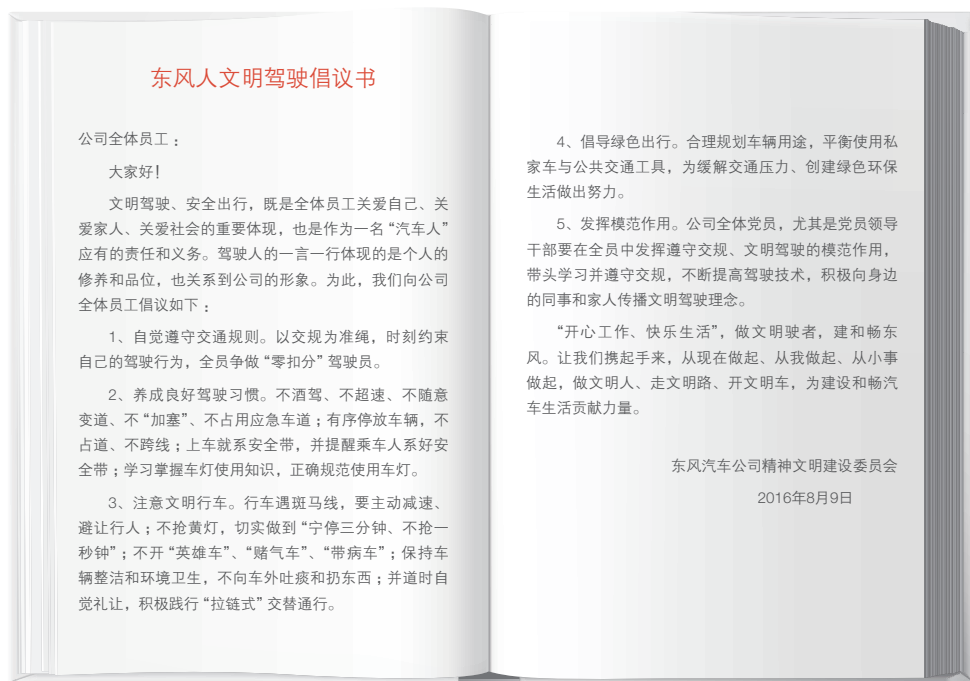 东风人文明驾驶倡议书
公司全体员工：
大家好！
文明驾驶、安全出行，既是全体员工关爱自己、关
爱家人、关爱社会的重要体现，也是作为一名“汽车人”
应有的责任和义务。驾驶人的一言一行体现的是个人的
修养和品位，也关系到公司的形象。为此，我们向公司
全体员工倡议如下：
1、自觉遵守交通规则。以交规为准绳，时刻约束
自己的驾驶行为，全员争做“零扣分”驾驶员。
2、养成良好驾驶习惯。不酒驾、不超速、不随意
变道、不“加塞”、不占用应急车道；有序停放车辆，不
占道、不跨线；上车就系安全带，并提醒乘车人系好安
全带；学习掌握车灯使用知识，正确规范使用车灯。
3、注意文明行车。行车遇斑马线，要主动减速、
避让行人；不抢黄灯，切实做到“宁停三分钟、不抢一
秒钟”；不开“英雄车”、“赌气车”、“带病车”；保持车
辆整洁和环境卫生，不向车外吐痰和扔东西；并道时自
觉礼让，积极践行“拉链式”交替通行。
4、倡导绿色出行。合理规划车辆用途，平衡使用私
家车与公共交通工具，为缓解交通压力、创建绿色环保
生活做出努力。
5、发挥模范作用。公司全体党员，尤其是党员领导
干部要在全员中发挥遵守交规、文明驾驶的模范作用，
带头学习并遵守交规，不断提高驾驶技术，积极向身边
的同事和家人传播文明驾驶理念。
“开心工作、快乐生活”，做文明驶者，建和畅东
风。让我们携起手来，从现在做起、从我做起、从小事
做起，做文明人、走文明路、开文明车，为建设和畅汽
车生活贡献力量。
东风汽车公司精神文明建设委员会
2016年8月9日